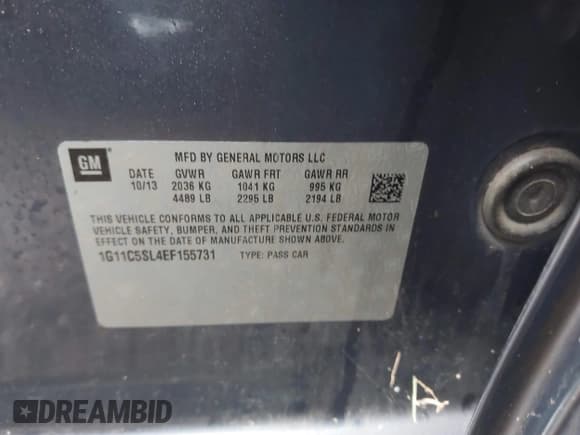 GM
MFD BY GENERAL MOTORS LLC
DATE GVWR GAWR FRT GAWR RR
10/13 2036 KG 1041 KG 995 KG
4489 LB 2295 LB 2194 LB
THIS VEHICLE CONFORMS TO ALL APPLICABLE U.S. FEDERAL MOTOR
VEHICLE SAFETY, BUMPER, AND THEFT PREVENTION STANDARDS IN
EFFECT ON THE DATE OF MANUFACTURE SHOWN ABOVE.
1G11C5SL4EF155731 TYPE: PASS CAR
DREAMBID